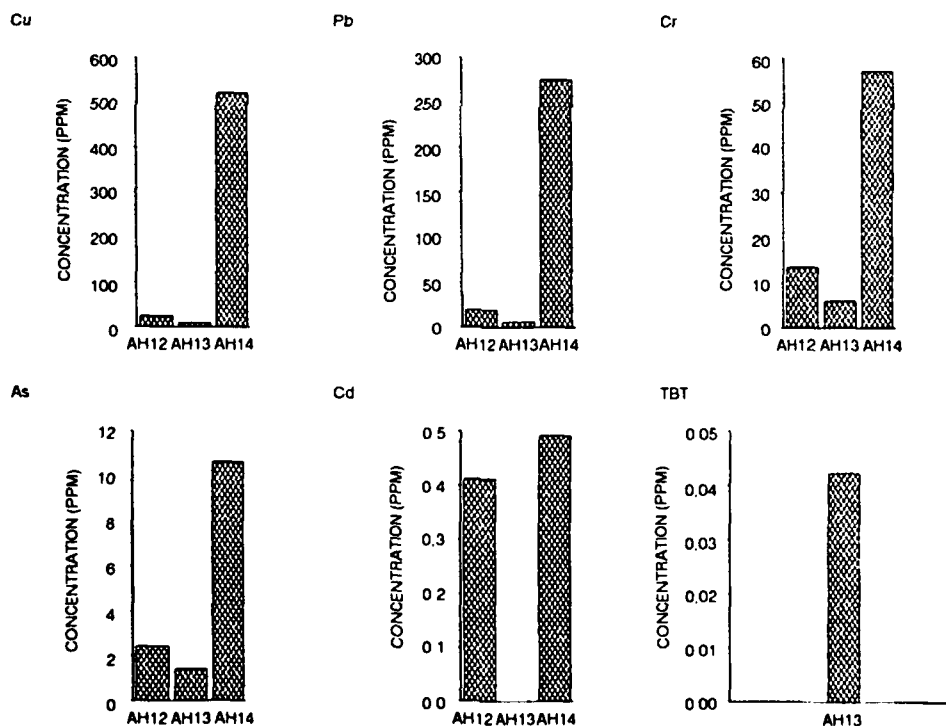 Cu
CONCENTRATION (PPM)
600
500
400
300
200
100
0
AH12 AH13 AH14
Pb
CONCENTRATION (PPM)
300
250
200
150
100
50
0
AH12 AH13 AH14
Cr
CONCENTRATION (PPM)
60
50
40
30
20
10
0
AH12 AH13 AH14
As
CONCENTRATION (PPM)
12
10
8
6
4
2
0
AH12 AH13 AH14
Cd
CONCENTRATION (PPM)
0.5
0.4
0.3
0.2
0.1
0.0
AH12 AH13 AH14
TBT
CONCENTRATION (PPM)
0.05
0.04
0.03
0.02
0.01
0.00
AH13